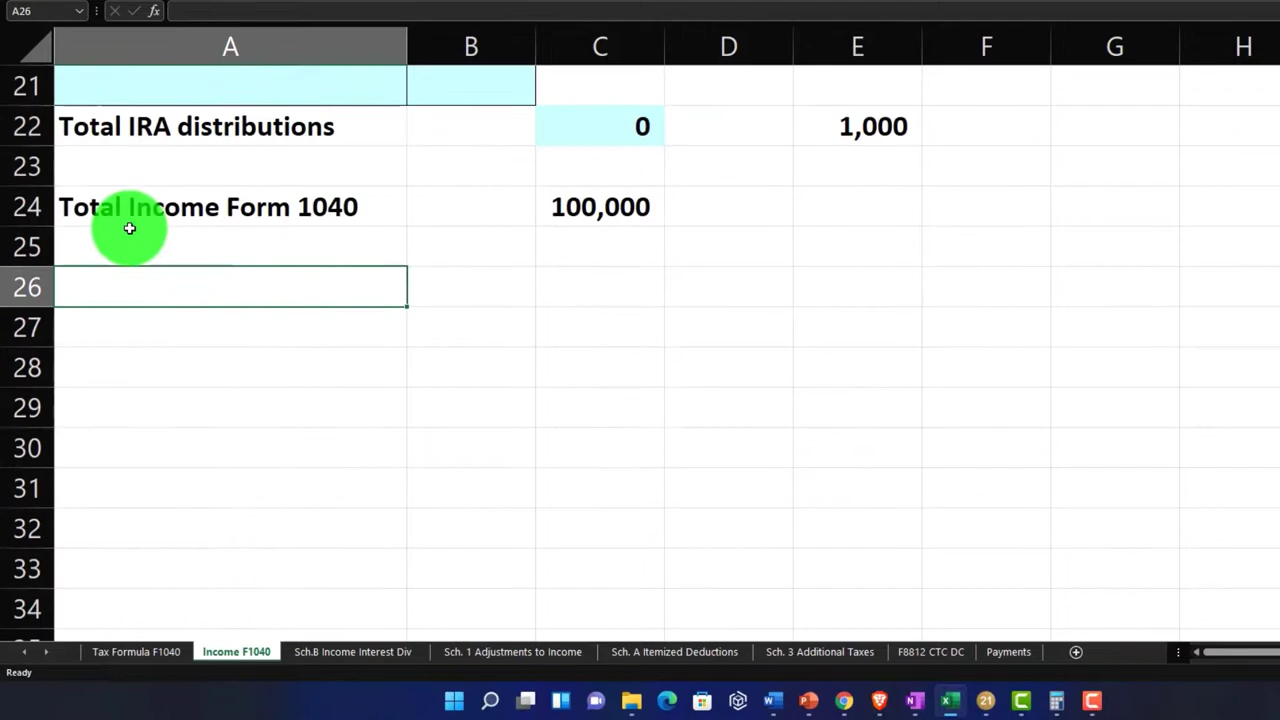 A26
fx
A B C D E F G H
21
22 Total IRA distributions 0 1,000
23
24 Total Income Form 1040 100,000
25
26
27
28
29
30
31
32
33
34
Tax Formula F1040 Income F1040 Sch.B Income Interest Div Sch. 1 Adjustments to Income Sch. A Itemized Deductions Sch. 3 Additional Taxes F8812 CTC DC Payments
Ready
21